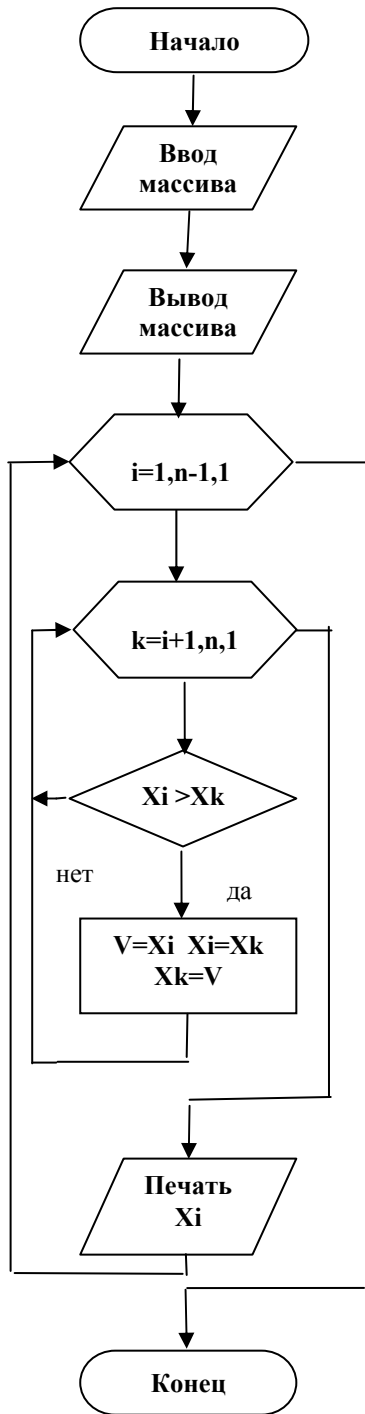 Начало
Ввод
массива
Вывод
массива
i=1,n-1,1
k=i+1,n,1
Xi >Xk
нет
да
V=Xi Xi=Xk
Xk=V
Печать
Xi
Конец